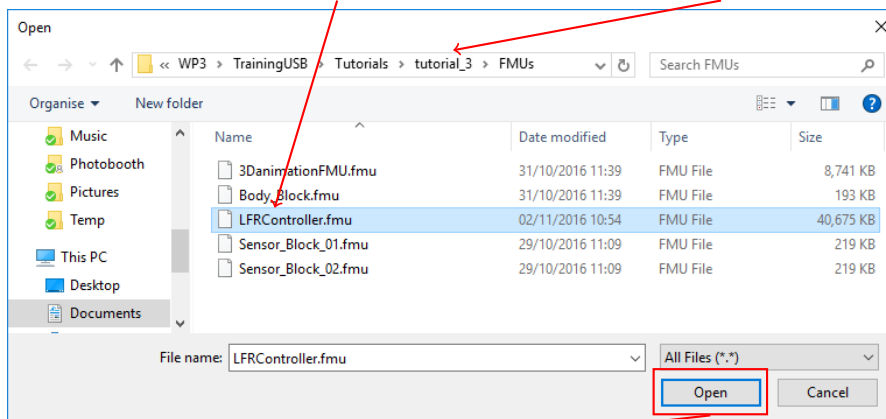 Open
« WP3 > TrainingUSB > Tutorials > tutorial_3 > FMUs
Search FMUs
Organise
New folder
Music
Photobooth
Pictures
Temp
This PC
Desktop
Documents
Name Date modified Type Size
3DanimationFMU.fmu 31/10/2016 11:39 FMU File 8,741 KB
Body_Block.fmu 31/10/2016 11:39 FMU File 193 KB
LFRController.fmu 02/11/2016 10:54 FMU File 40,675 KB
Sensor_Block_01.fmu 29/10/2016 11:09 FMU File 219 KB
Sensor_Block_02.fmu 29/10/2016 11:09 FMU File 219 KB
File name: LFRController.fmu
All Files (*.*)
Open Cancel